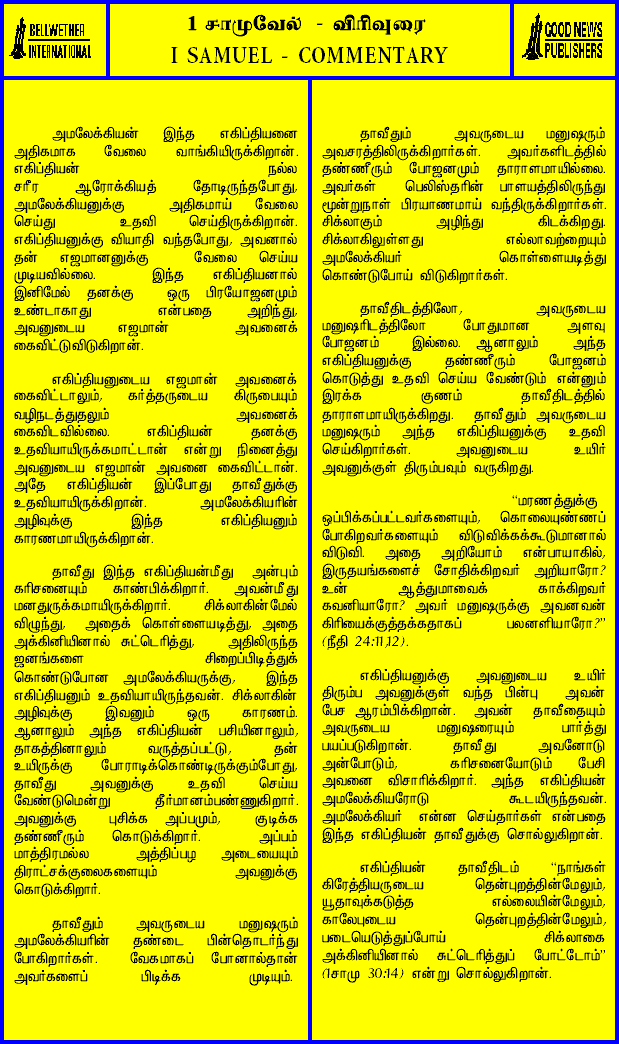 BELLWETHER
INTERNATIONAL
1 சாமுவேல் - விரிவுரை
I SAMUEL - COMMENTARY
GOOD NEWS
PUBLISHERS
அமலேக்கியன் இந்த எகிப்தியனை
அதிகமாக வேலை வாங்கியிருக்கிறான்.
எகிப்தியன் நல்ல
சரீர ஆரோக்கியத் தோடிருந்தபோது,
அமலேக்கியனுக்கு அதிகமாய் வேலை
செய்து உதவி செய்திருக்கிறான்.
எகிப்தியனுக்கு வியாதி வந்தபோது, அவனால்
தன் எஜமானனுக்கு வேலை செய்ய
முடியவில்லை. இந்த எகிப்தியனால்
இனிமேல் தனக்கு ஒரு பிரயோஜனமும்
உண்டாகாது என்பதை அறிந்து,
அவனுடைய எஜமான் அவனைக்
கைவிட்டுவிடுகிறான்.
எகிப்தியனுடைய எஜமான் அவனைக்
கைவிட்டாலும், கர்த்தருடைய கிருபையும்
வழிநடத்துதலும் அவனைக்
கைவிடவில்லை. எகிப்தியன் தனக்கு
உதவியாயிருக்கமாட்டான் என்று நினைத்து
அவனுடைய எஜமான் அவனை கைவிட்டான்.
அதே எகிப்தியன் இப்போது தாவீதுக்கு
உதவியாயிருக்கிறான். அமலேக்கியரின்
அழிவுக்கு இந்த எகிப்தியனும்
காரணமாயிருக்கிறான்.
தாவீது இந்த எகிப்தியன்மீது அன்பும்
கரிசனையும் காண்பிக்கிறார். அவன்மீது
மனதுருக்கமாயிருக்கிறார். சிக்லாகின்மேல்
விழுந்து, அதைக் கொள்ளையடித்து, அதை
அக்கினியினால் சுட்டெரித்து, அதிலிருந்த
ஜனங்களை சிறைப்பிடித்துக்
கொண்டுபோன அமலேக்கியருக்கு, இந்த
எகிப்தியனும் உதவியாயிருந்தவன். சிக்லாகின்
அழிவுக்கு இவனும் ஒரு காரணம்.
ஆனாலும் அந்த எகிப்தியன் பசியினாலும்,
தாகத்தினாலும் வருத்தப்பட்டு, தன்
உயிருக்கு போராடிக்கொண்டிருக்கும்போது,
தாவீது அவனுக்கு உதவி செய்ய
வேண்டுமென்று தீர்மானம்பண்ணுகிறார்.
அவனுக்கு புசிக்க அப்பமும், குடிக்க
தண்ணீரும் கொடுக்கிறார். அப்பம்
மாத்திரமல்ல அத்திப்பழ அடையையும்
திராட்சக்குலைகளையும் அவனுக்கு
கொடுக்கிறார்.
தாவீதும் அவருடைய மனுஷரும்
அமலேக்கியரின் தண்டை பின்தொடர்ந்து
போகிறார்கள். வேகமாகப் போனால்தான்
அவர்களைப் பிடிக்க முடியும்.
தாவீதும் அவருடைய மனுஷரும்
அவசரத்திலிருக்கிறார்கள். அவர்களிடத்தில்
தண்ணீரும் போஜனமும் தாராளமாயில்லை.
அவர்கள் பெலிஸ்தரின் பாளயத்திலிருந்து
மூன்றுநாள் பிரயாணமாய் வந்திருக்கிறார்கள்.
சிக்லாகும் அழிந்து கிடக்கிறது.
சிக்லாகிலுள்ளது எல்லாவற்றையும்
அமலேக்கியர் கொள்ளையடித்து
கொண்டுபோய் விடுகிறார்கள்.
தாவீதிடத்திலோ, அவருடைய
மனுஷரிடத்திலோ போதுமான அளவு
போஜனம் இல்லை. ஆனாலும் அந்த
எகிப்தியனுக்கு தண்ணீரும் போஜனம்
கொடுத்து உதவி செய்ய வேண்டும் என்னும்
இரக்க குணம் தாவீதிடத்தில்
தாராளமாயிருக்கிறது. தாவீதும் அவருடைய
மனுஷரும் அந்த எகிப்தியனுக்கு உதவி
செய்கிறார்கள். அவனுடைய உயிர்
அவனுக்குள் திரும்பவும் வருகிறது.
“மரணத்துக்கு
ஒப்பிக்கப்பட்டவர்களையும், கொலையுண்ணப்
போகிறவர்களையும் விடுவிக்கக்கூடுமானால்
விடுவி. அதை அறியோம் என்பாயாகில்,
இருதயங்களைச் சோதிக்கிறவர் அறியாரோ?
உன் ஆத்துமாவைக் காக்கிறவர்
கவனியாரோ? அவர் மனுஷருக்கு அவனவன்
கிரியைக்குத்தக்கதாகப் பலனளியாரோ?”
(நீதி 24:11,12).
எகிப்தியனுக்கு அவனுடைய உயிர்
திரும்ப அவனுக்குள் வந்த பின்பு அவன்
பேச ஆரம்பிக்கிறான். அவன் தாவீதையும்
அவருடைய மனுஷரையும் பார்த்து
பயப்படுகிறான். தாவீது அவனோடு
அன்போடும், கரிசனையோடும் பேசி
அவனை விசாரிக்கிறார். அந்த எகிப்தியன்
அமலேக்கியரோடு கூடயிருந்தவன்.
அமலேக்கியர் என்ன செய்தார்கள் என்பதை
இந்த எகிப்தியன் தாவீதுக்கு சொல்லுகிறான்.
எகிப்தியன் தாவீதிடம் “நாங்கள்
கிரேத்தியருடைய தென்புறத்தின்மேலும்,
யூதாவுக்கடுத்த எல்லையின்மேலும்,
காலேபுடைய தென்புறத்தின்மேலும்,
படையெடுத்துப்போய் சிக்லாகை
அக்கினியினால் சுட்டெரித்துப் போட்டோம்”
(1சாமு 30:14) என்று சொல்லுகிறான்.